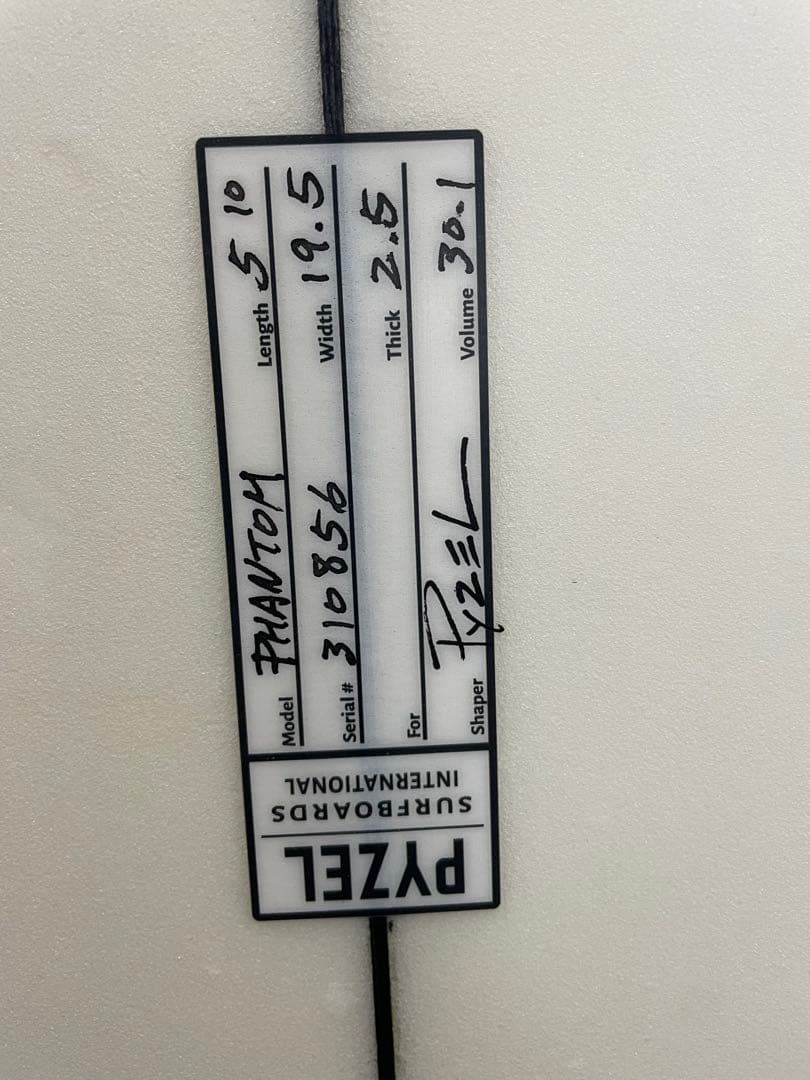 PYZEL
SURFBOARDS
INTERNATIONAL
Model PHANTOM Length 5 10
Serial # 310856 Width 19.5
For Thick 2.5
Shaper PYZEL Volume 30.1